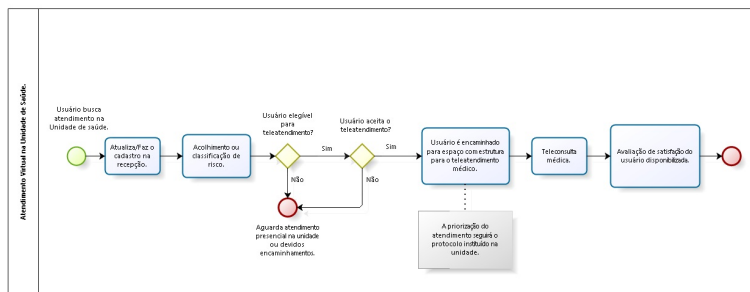 Atendimento Virtual na Unidade de Saúde.
Usuário busca
atendimento na
Unidade de saúde.
Atualiza/Faz o
cadastro na
recepção.
Acolhimento ou
classificação de
risco.
Usuário elegível
para
teleatendimento?
Sim
Não
Aguarda atendimento
presencial na unidade
ou devidos
encaminhamentos.
Usuário aceita o
teleatendimento?
Sim
Não
Usuário é encaminhado
para espaço com estrutura
para o teleatendimento
médico.
A priorização do
atendimento seguirá o
protocolo instituído na
unidade.
Teleconsulta
médica.
Avaliação de satisfação do
usuário disponibilizada.